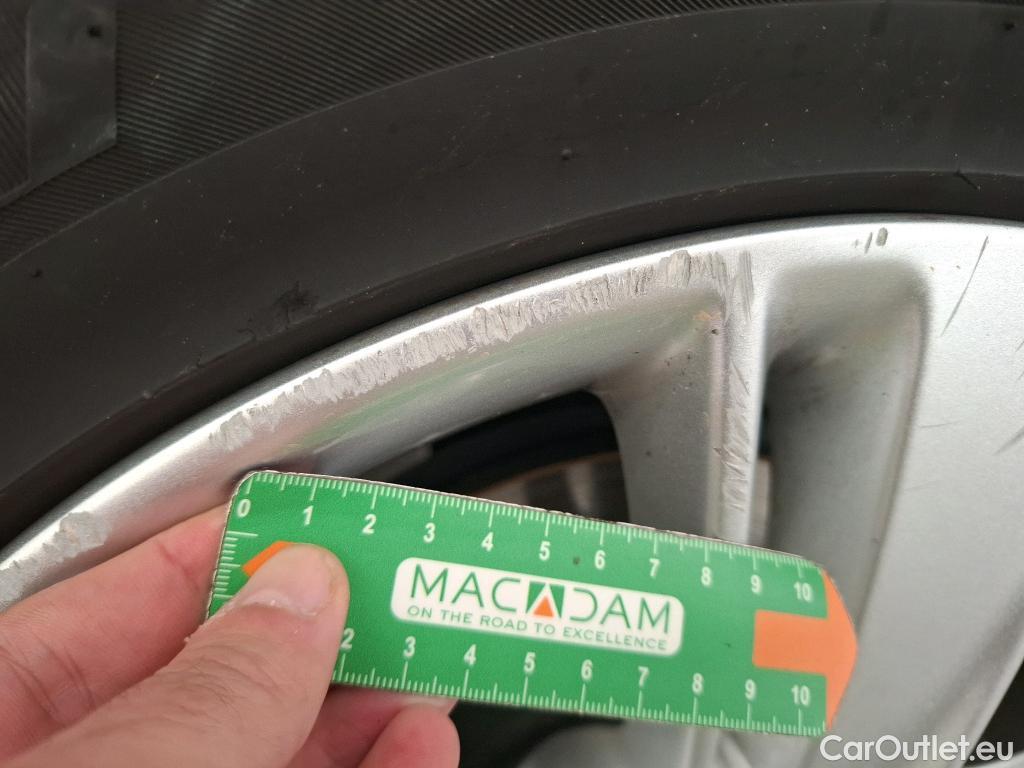 0 1 2 3 4 5 6 7 8 9 10
MACADAM
ON THE ROAD TO EXCELLENCE
2 3 4 5 6 7 8 9 10
CarOutlet.eu